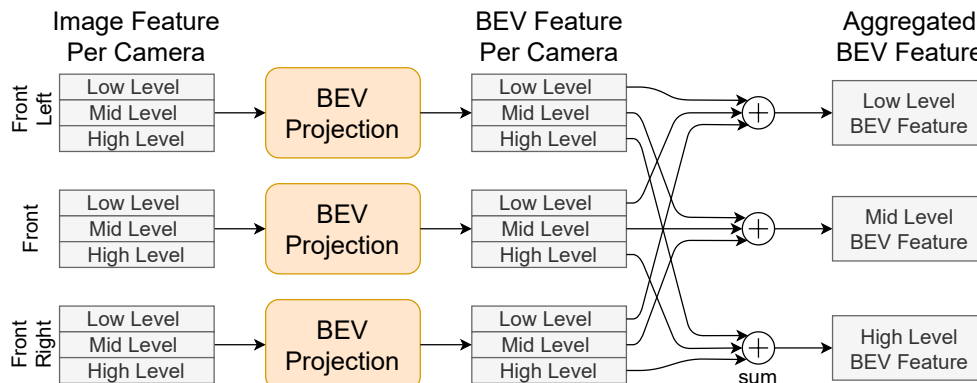 Image Feature
Per Camera
BEV Feature
Per Camera
Aggregated
BEV Feature
Front
Left
Low Level
Mid Level
High Level
BEV
Projection
Low Level
Mid Level
High Level
Low Level
BEV Feature
Front
Low Level
Mid Level
High Level
BEV
Projection
Low Level
Mid Level
High Level
Mid Level
BEV Feature
Front
Right
Low Level
Mid Level
High Level
BEV
Projection
Low Level
Mid Level
High Level
sum
High Level
BEV Feature